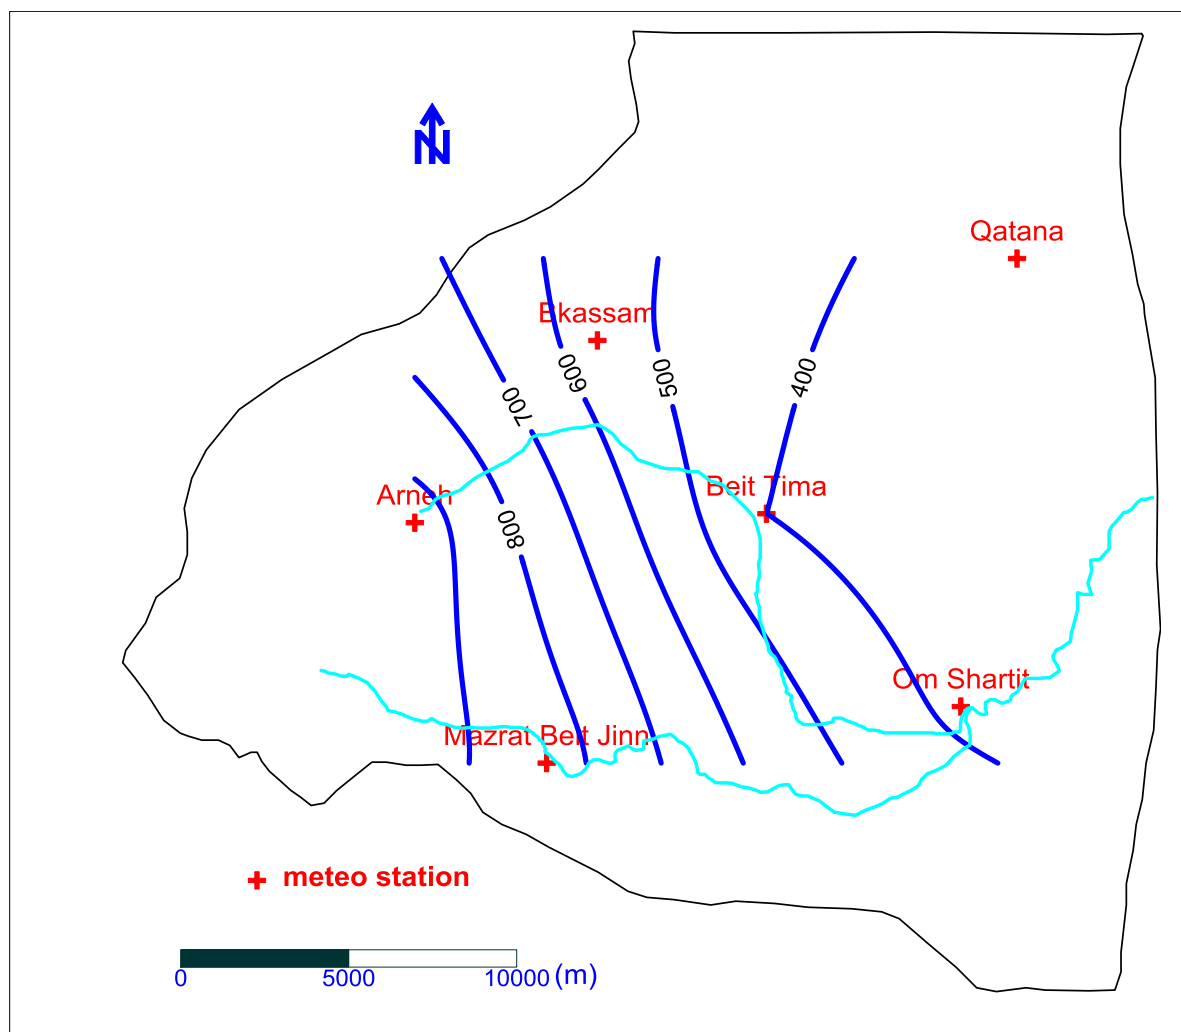 N
Qatana
Bkassam
600
500
400
700
Arneh
Beit Tima
800
Om Shartit
Mazrat Beit Jinn
meteo station
0 5000 10000 (m)